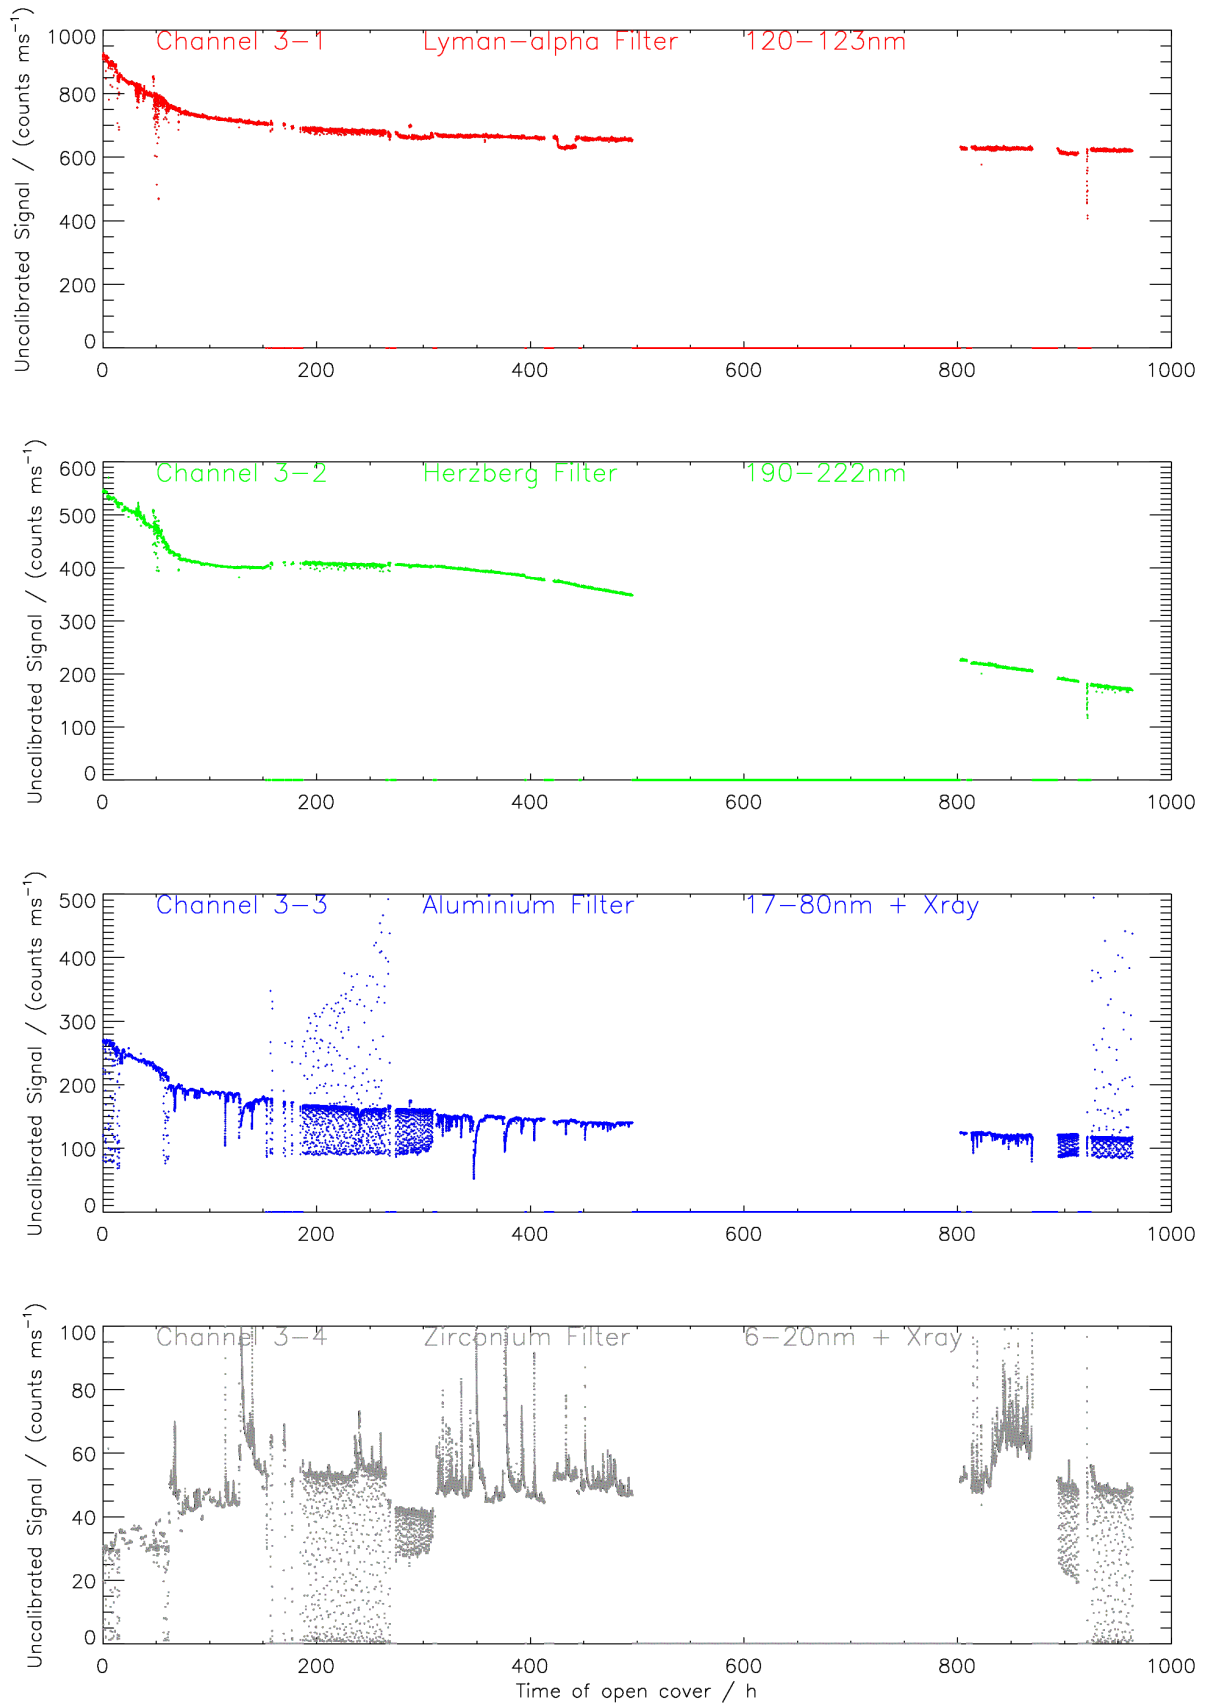 Channel 3-1 Lyman-alpha Filter 120-123nm
Uncalibrated Signal / (counts ms⁻¹)
1000
800
600
400
200
0
0 200 400 600 800 1000
Channel 3-2 Herzberg Filter 190-222nm
Uncalibrated Signal / (counts ms⁻¹)
600
500
400
300
200
100
0
0 200 400 600 800 1000
Channel 3-3 Aluminium Filter 17-80nm + Xray
Uncalibrated Signal / (counts ms⁻¹)
500
400
300
200
100
0
0 200 400 600 800 1000
Channel 3-4 Zirconium Filter 6-20nm + Xray
Uncalibrated Signal / (counts ms⁻¹)
100
80
60
40
20
0
0 200 400 600 800 1000
Time of open cover / h